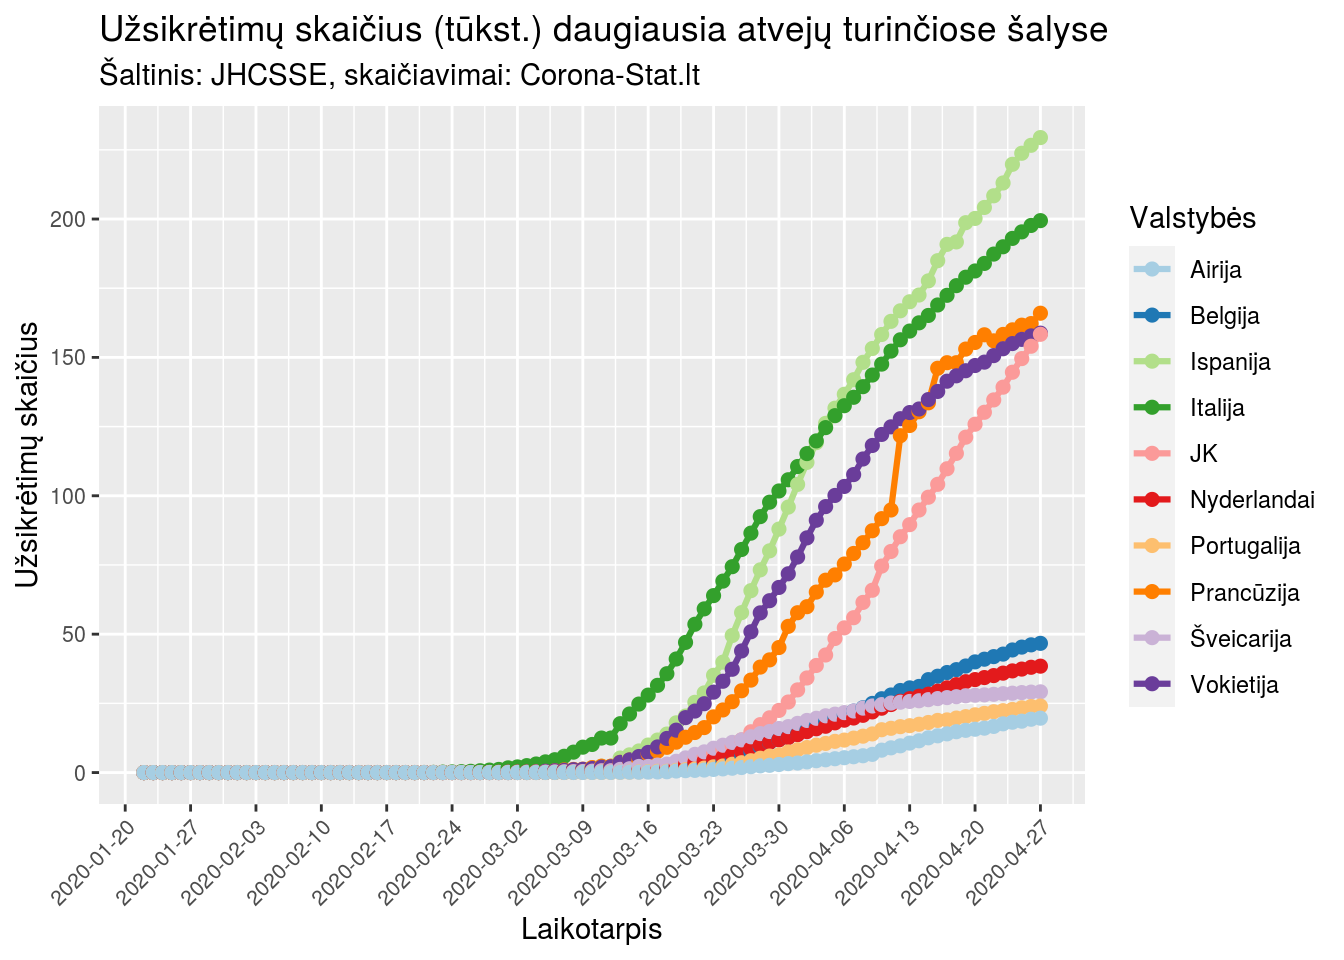 Užsikrėtimų skaičius (tūkst.) daugiausia atvejų turinčiose šalyse
Šaltinis: JHCSSE, skaičiavimai: Corona-Stat.lt
Užsikrėtimų skaičius
200
150
100
50
0
2020-01-20
2020-01-27
2020-02-03
2020-02-10
2020-02-17
2020-02-24
2020-03-02
2020-03-09
2020-03-16
2020-03-23
2020-03-30
2020-04-06
2020-04-13
2020-04-20
2020-04-27
Laikotarpis
Valstybės
Airija
Belgija
Ispanija
Italija
JK
Nyderlandai
Portugalija
Prancūzija
Šveicarija
Vokietija